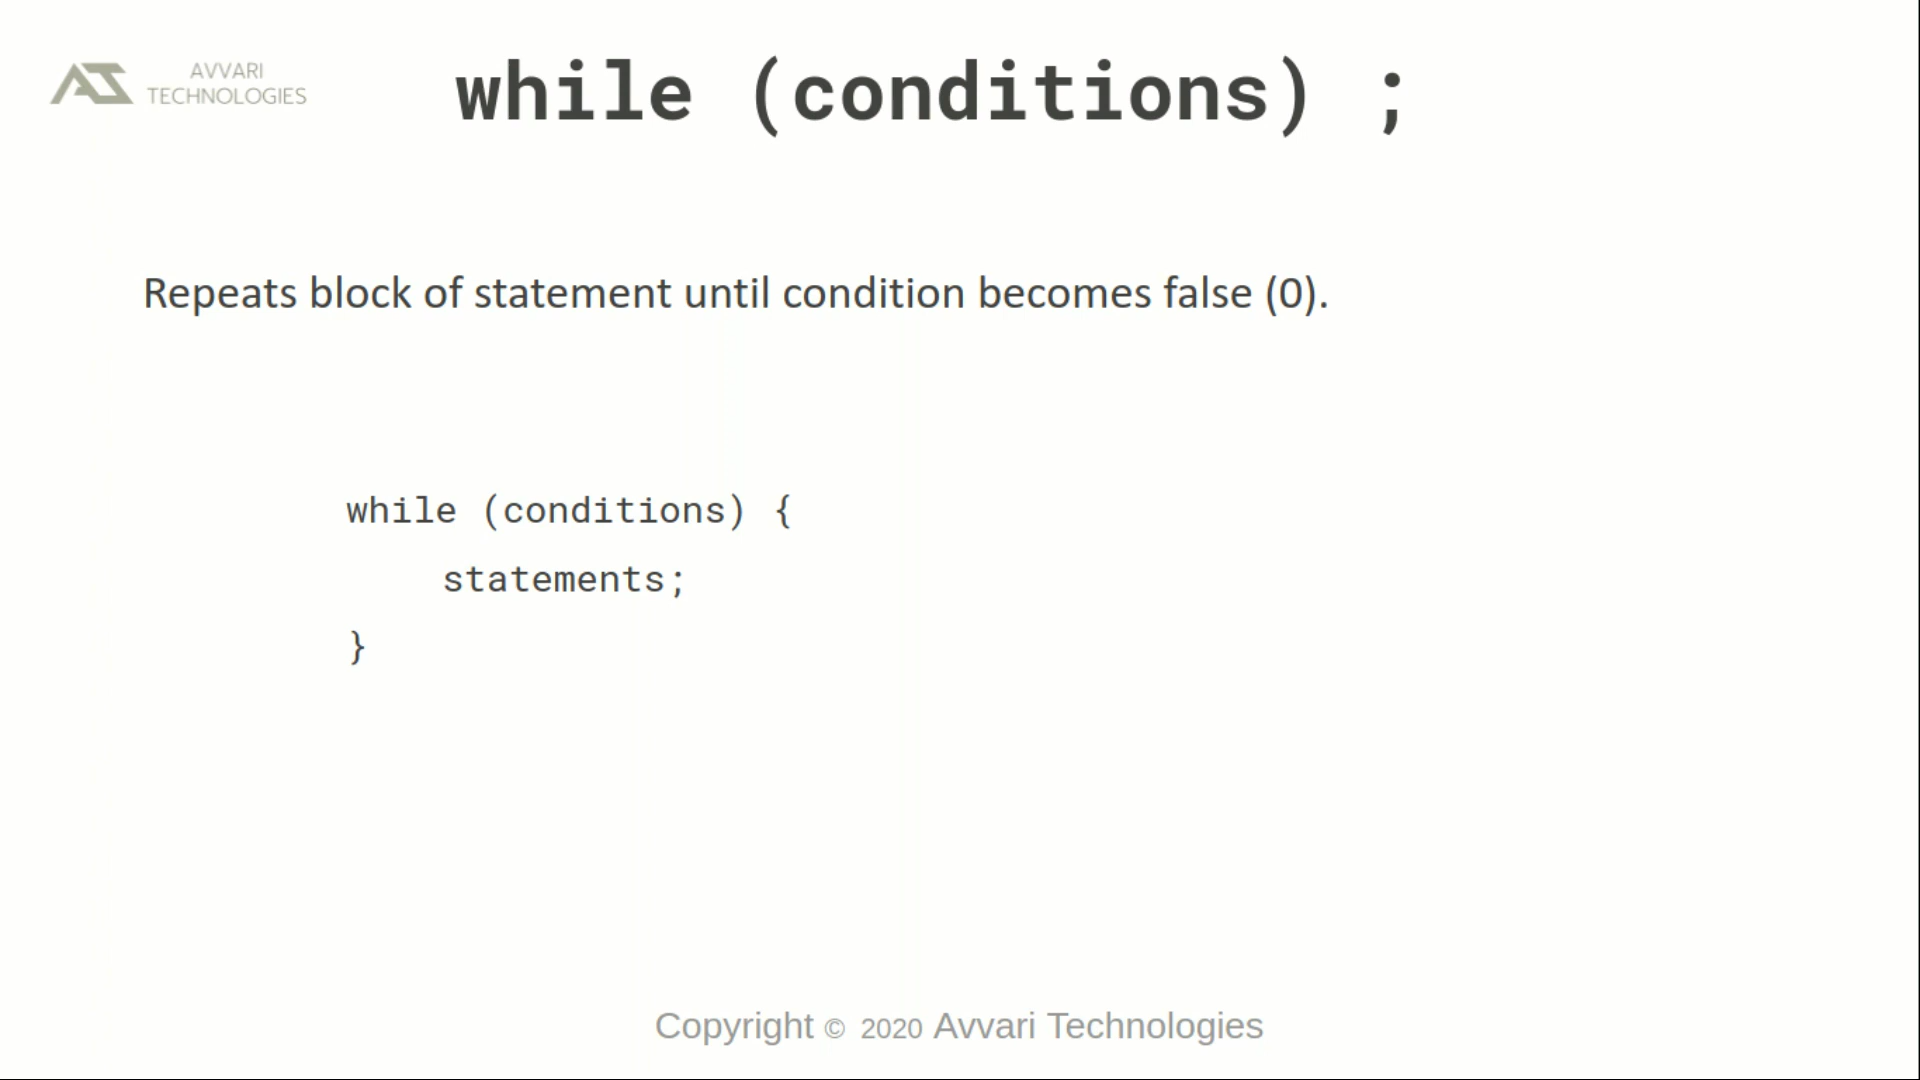 AVVARI
TECHNOLOGIES
while (conditions) ;
Repeats block of statement until condition becomes false (0).
while (conditions) {
statements;
}
Copyright © 2020 Avvari Technologies